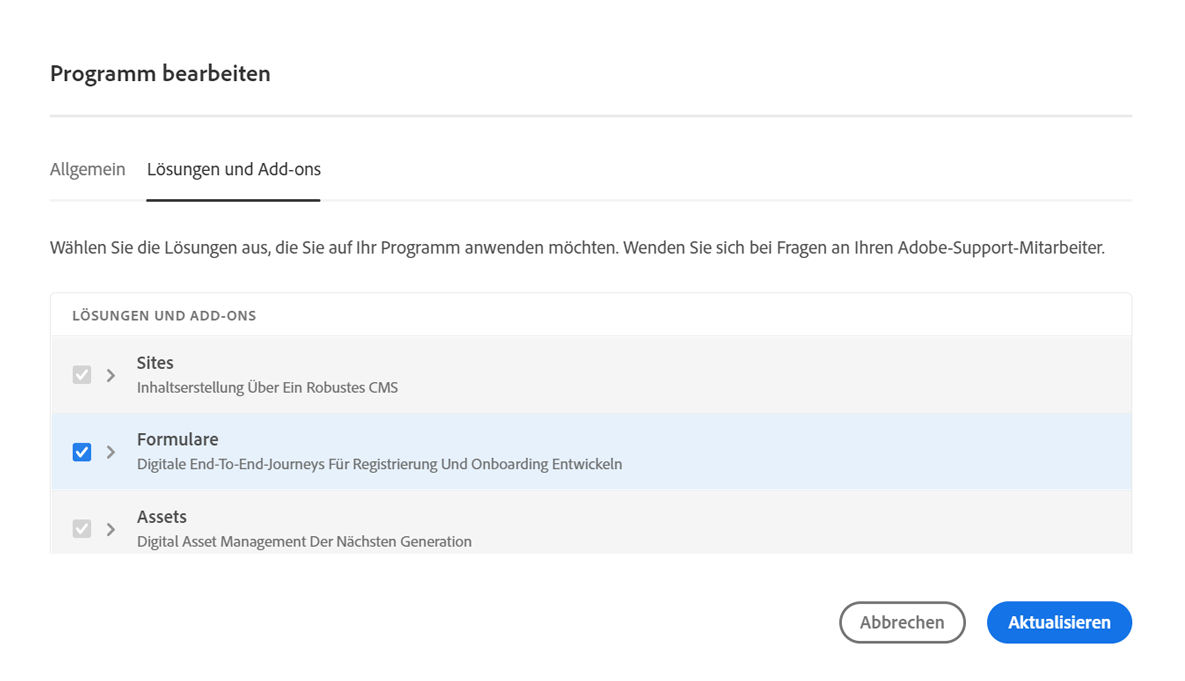 Programm bearbeiten
Allgemein
Lösungen und Add-ons
Wählen Sie die Lösungen aus, die Sie auf Ihr Programm anwenden möchten. Wenden Sie sich bei Fragen an Ihren Adobe-Support-Mitarbeiter.
LÖSUNGEN UND ADD-ONS
Sites
Inhaltserstellung Über Ein Robustes CMS
Formulare
Digitale End-To-End-Journeys Für Registrierung Und Onboarding Entwickeln
Assets
Digital Asset Management Der Nächsten Generation
Abbrechen
Aktualisieren